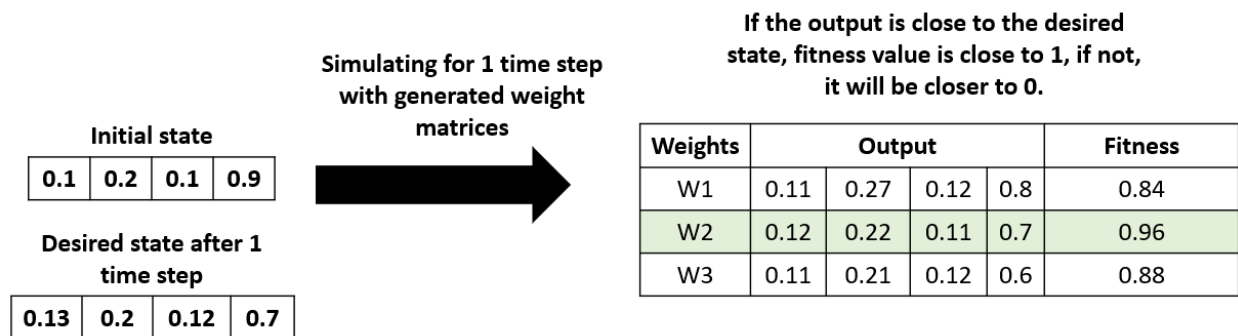 Initial state
0.1 0.2 0.1 0.9
Desired state after 1
time step
0.13 0.2 0.12 0.7
Simulating for 1 time step
with generated weight
matrices
If the output is close to the desired
state, fitness value is close to 1, if not,
it will be closer to 0.
Weights Output Fitness
W1 0.11 0.27 0.12 0.8 0.84
W2 0.12 0.22 0.11 0.7 0.96
W3 0.11 0.21 0.12 0.6 0.88